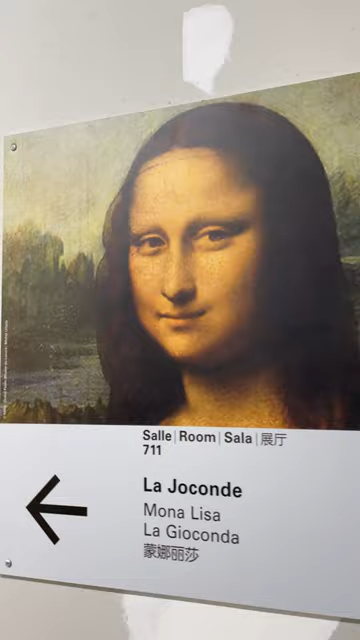 Salle | Room | Sala | 展厅
711
La Joconde
Mona Lisa
La Gioconda
蒙娜丽莎